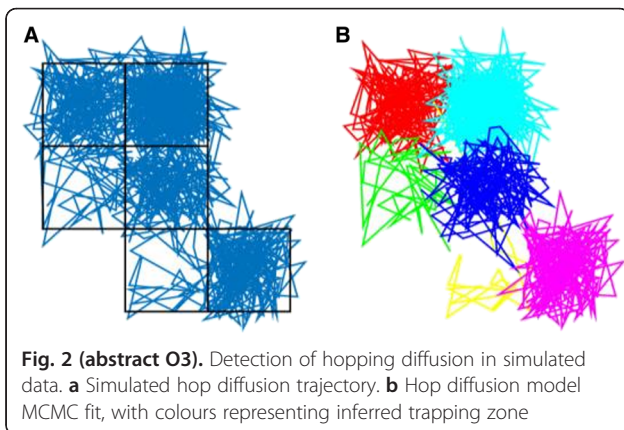 A
B
Fig. 2 (abstract O3). Detection of hopping diffusion in simulated
data. a Simulated hop diffusion trajectory. b Hop diffusion model
MCMC fit, with colours representing inferred trapping zone